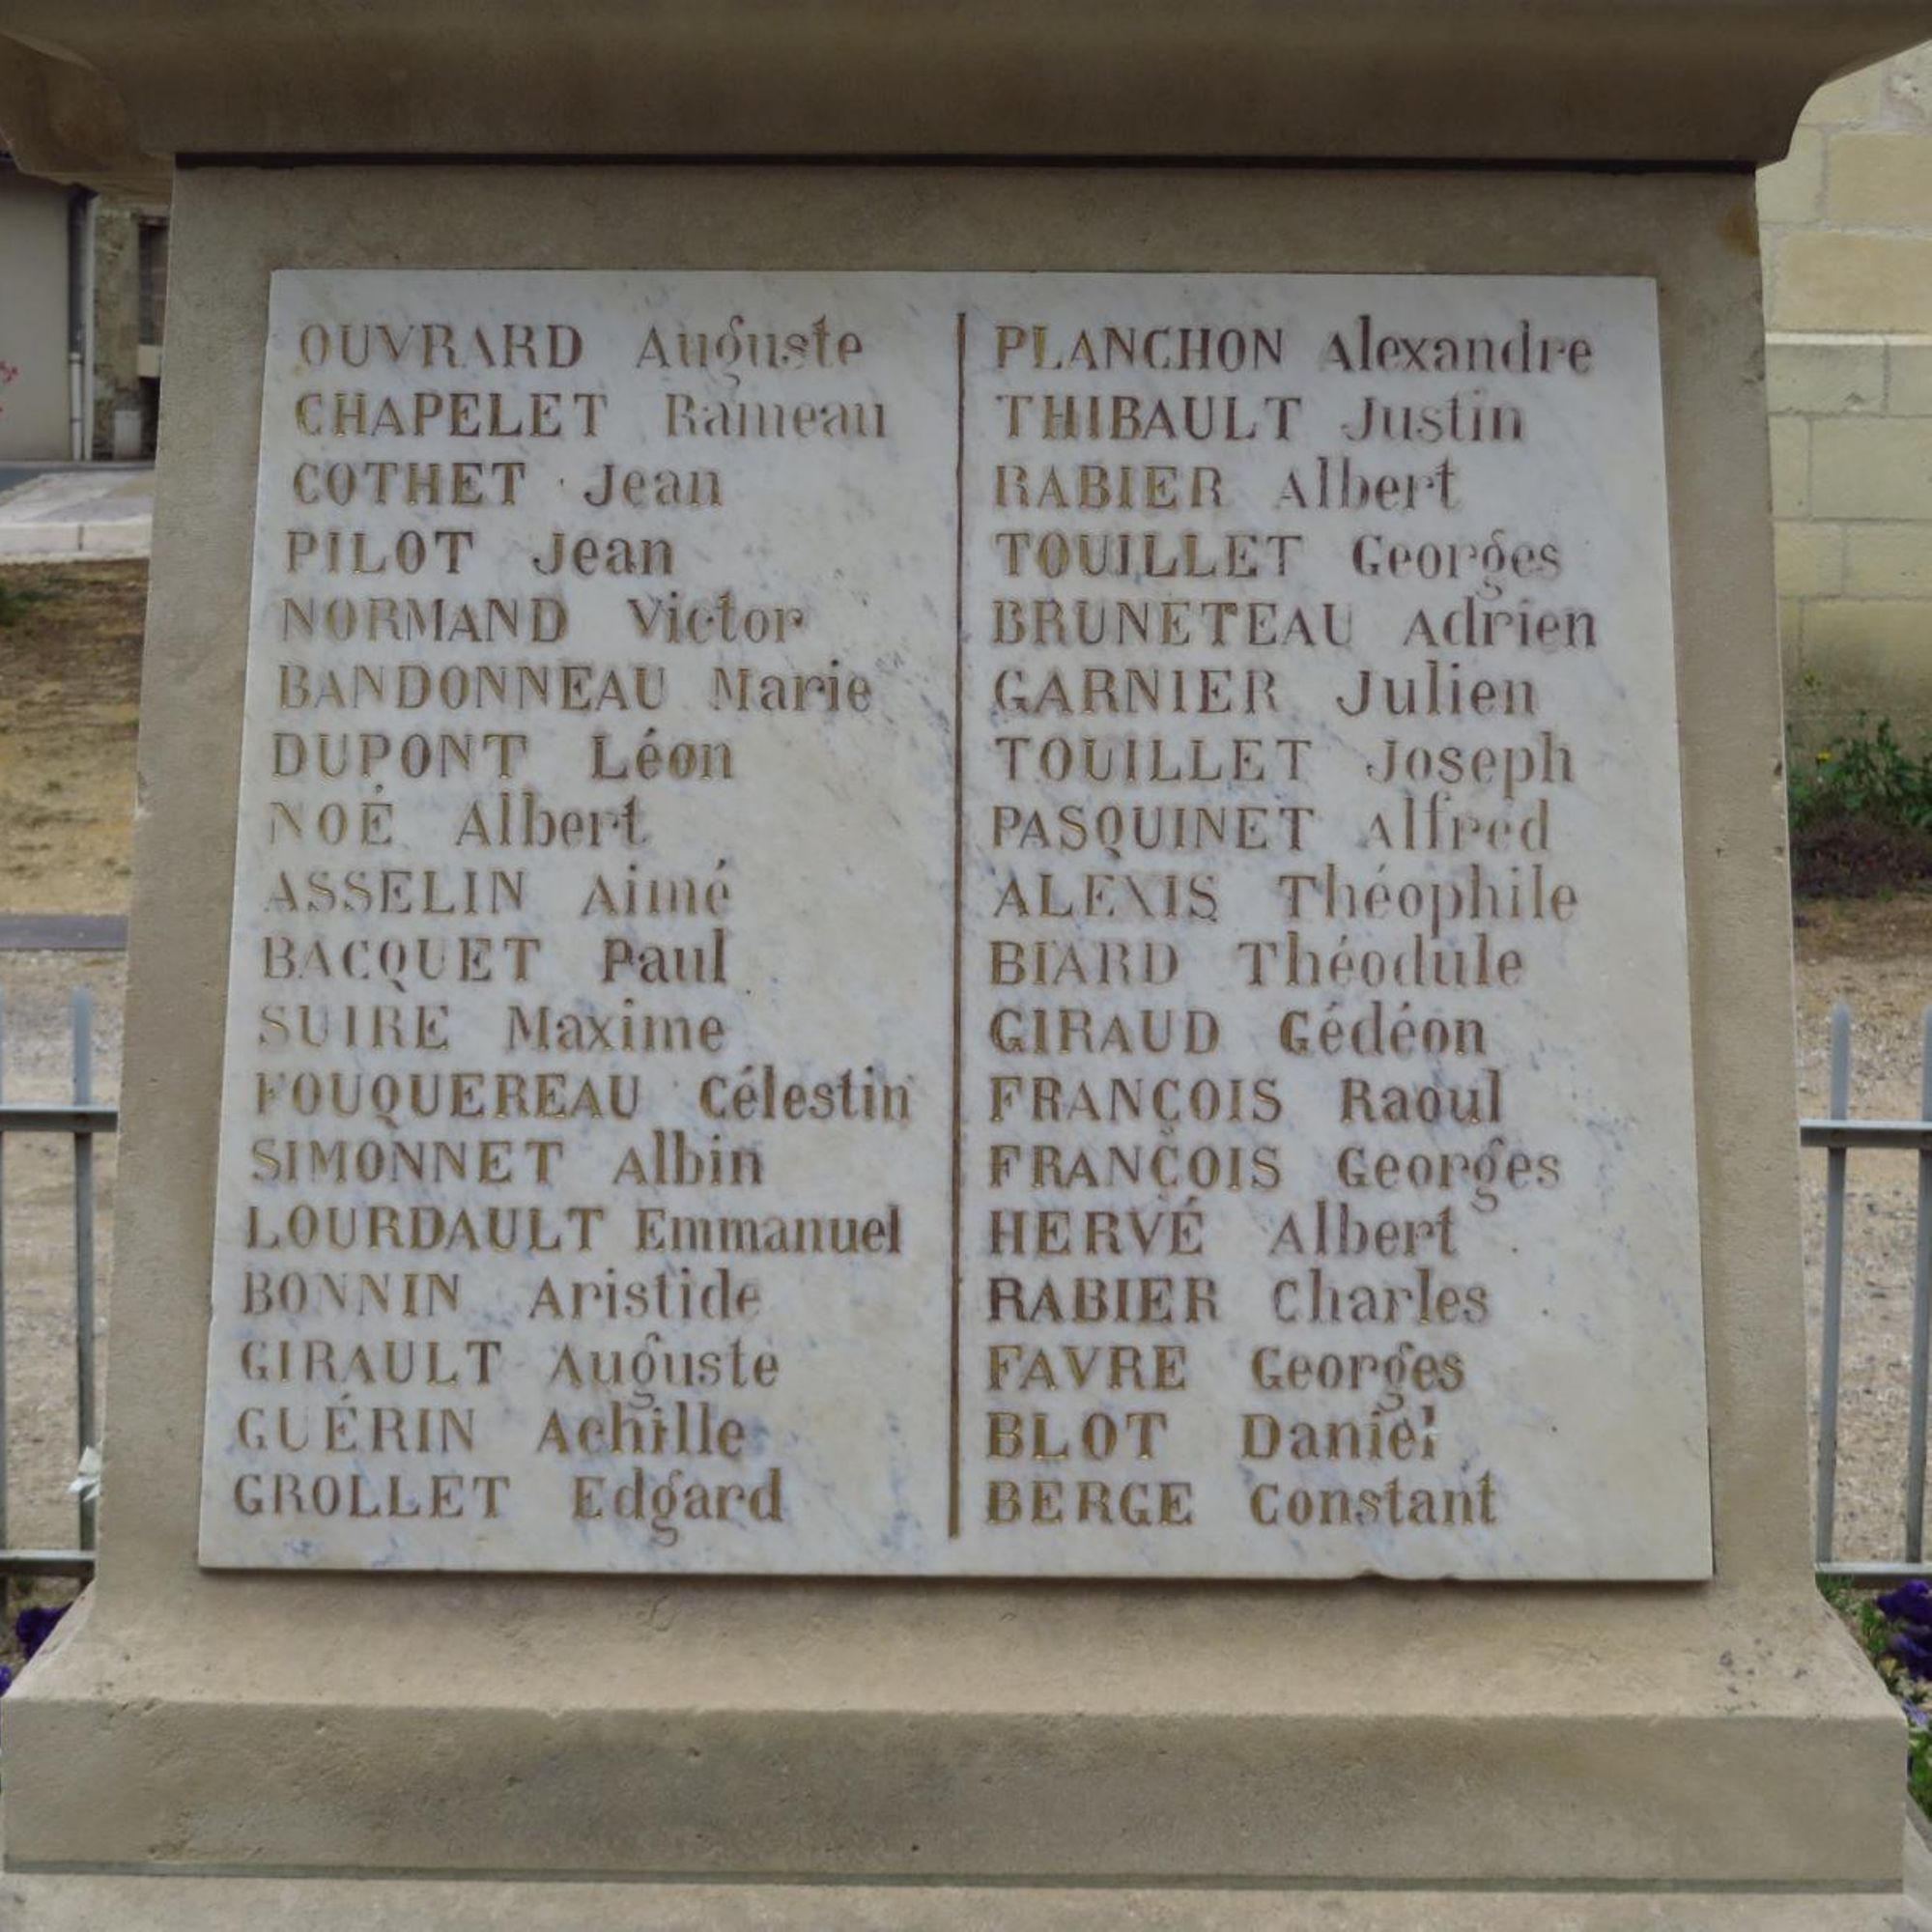 OUVRARD Auguste
CHAPELET Rameau
COTHET Jean
PILOT Jean
NORMAND Victor
BANDONNEAU Marie
DUPONT Léon
NOÉ Albert
ASSELIN Aimé
BACQUET Paul
SUIRE Maxime
FOUQUEREAU Célestin
SIMONNET Albin
LOURDAULT Emmanuel
BONNIN Aristide
GIRAULT Auguste
GUÉRIN Achille
GROLLET Edgard
PLANCHON Alexandre
THIBAULT Justin
RABIER Albert
TOUILLET Georges
BRUNETEAU Adrien
GARNIER Julien
TOUILLET Joseph
PASQUINET Alfred
ALEXIS Théophile
BIARD Théodule
GIRAUD Gédéon
FRANÇOIS Raoul
FRANÇOIS Georges
HERVÉ Albert
RABIER Charles
FAVRE Georges
BLOT Daniel
BERGE Constant